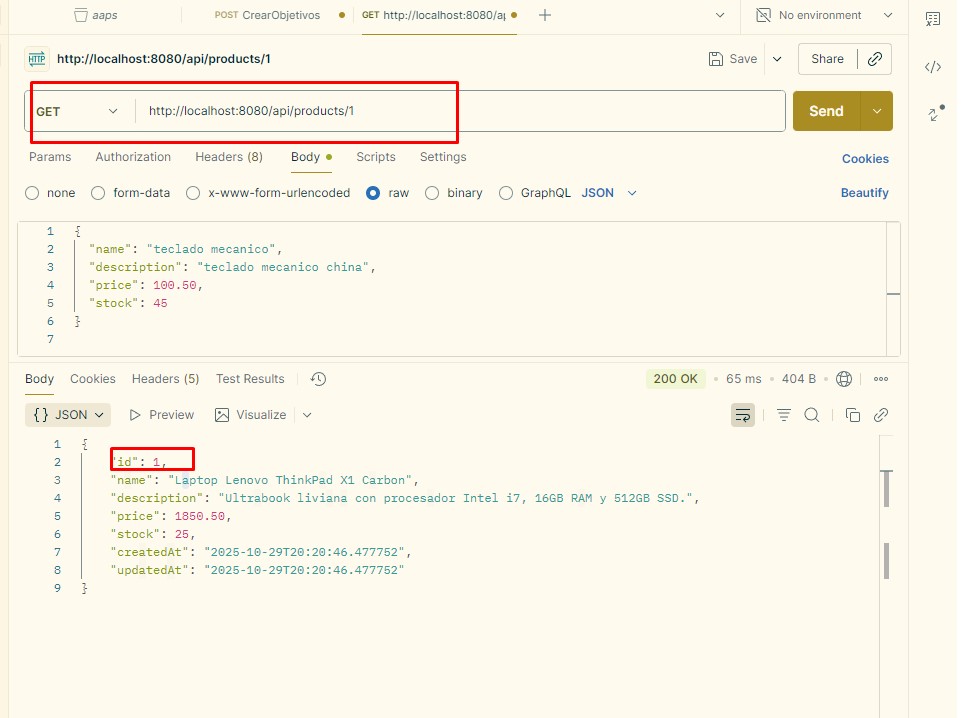 aaps POST CrearObjetivos GET http://localhost:8080/ap No environment
HTTP http://localhost:8080/api/products/1 Save Share
GET http://localhost:8080/api/products/1 Send
Params Authorization Headers (8) Body Scripts Settings Cookies
none form-data x-www-form-urlencoded raw binary GraphQL JSON Beautify
1 {
2 "name": "teclado mecanico",
3 "description": "teclado mecanico china",
4 "price": 100.50,
5 "stock": 45
6 }
7
Body Cookies Headers (5) Test Results 200 OK • 65 ms • 404 B •
{} JSON Preview Visualize
1 {
2 "id": 1,
3 "name": "Laptop Lenovo ThinkPad X1 Carbon",
4 "description": "Ultrabook liviana con procesador Intel i7, 16GB RAM y 512GB SSD.",
5 "price": 1850.50,
6 "stock": 25,
7 "createdAt": "2025-10-29T20:20:46.477752",
8 "updatedAt": "2025-10-29T20:20:46.477752"
9 }